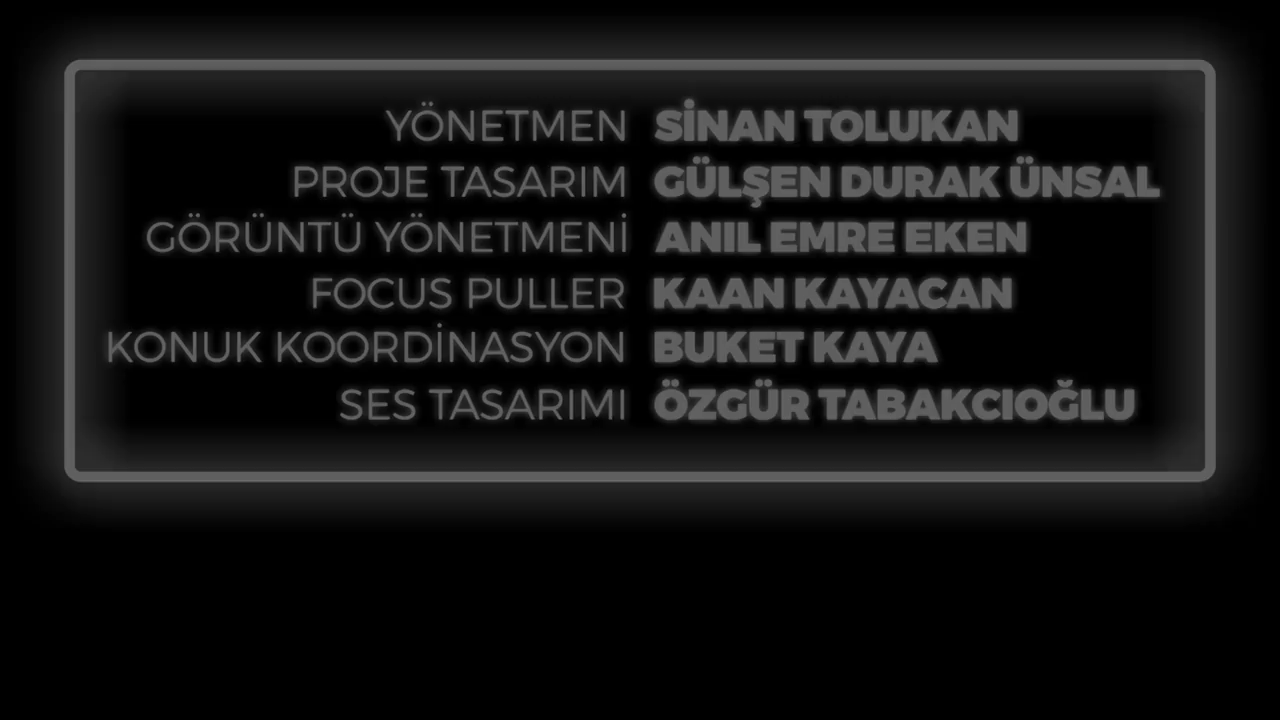 YÖNETMEN SİNAN TOLUKAN
PROJE TASARIM GÜLŞEN DURAK ÜNSAL
GÖRÜNTÜ YÖNETMENİ ANIL EMRE EKEN
FOCUS PULLER KAAN KAYACAN
KONUK KOORDİNASYON BUKET KAYA
SES TASARIMI ÖZGÜR TABAKCIOĞLU